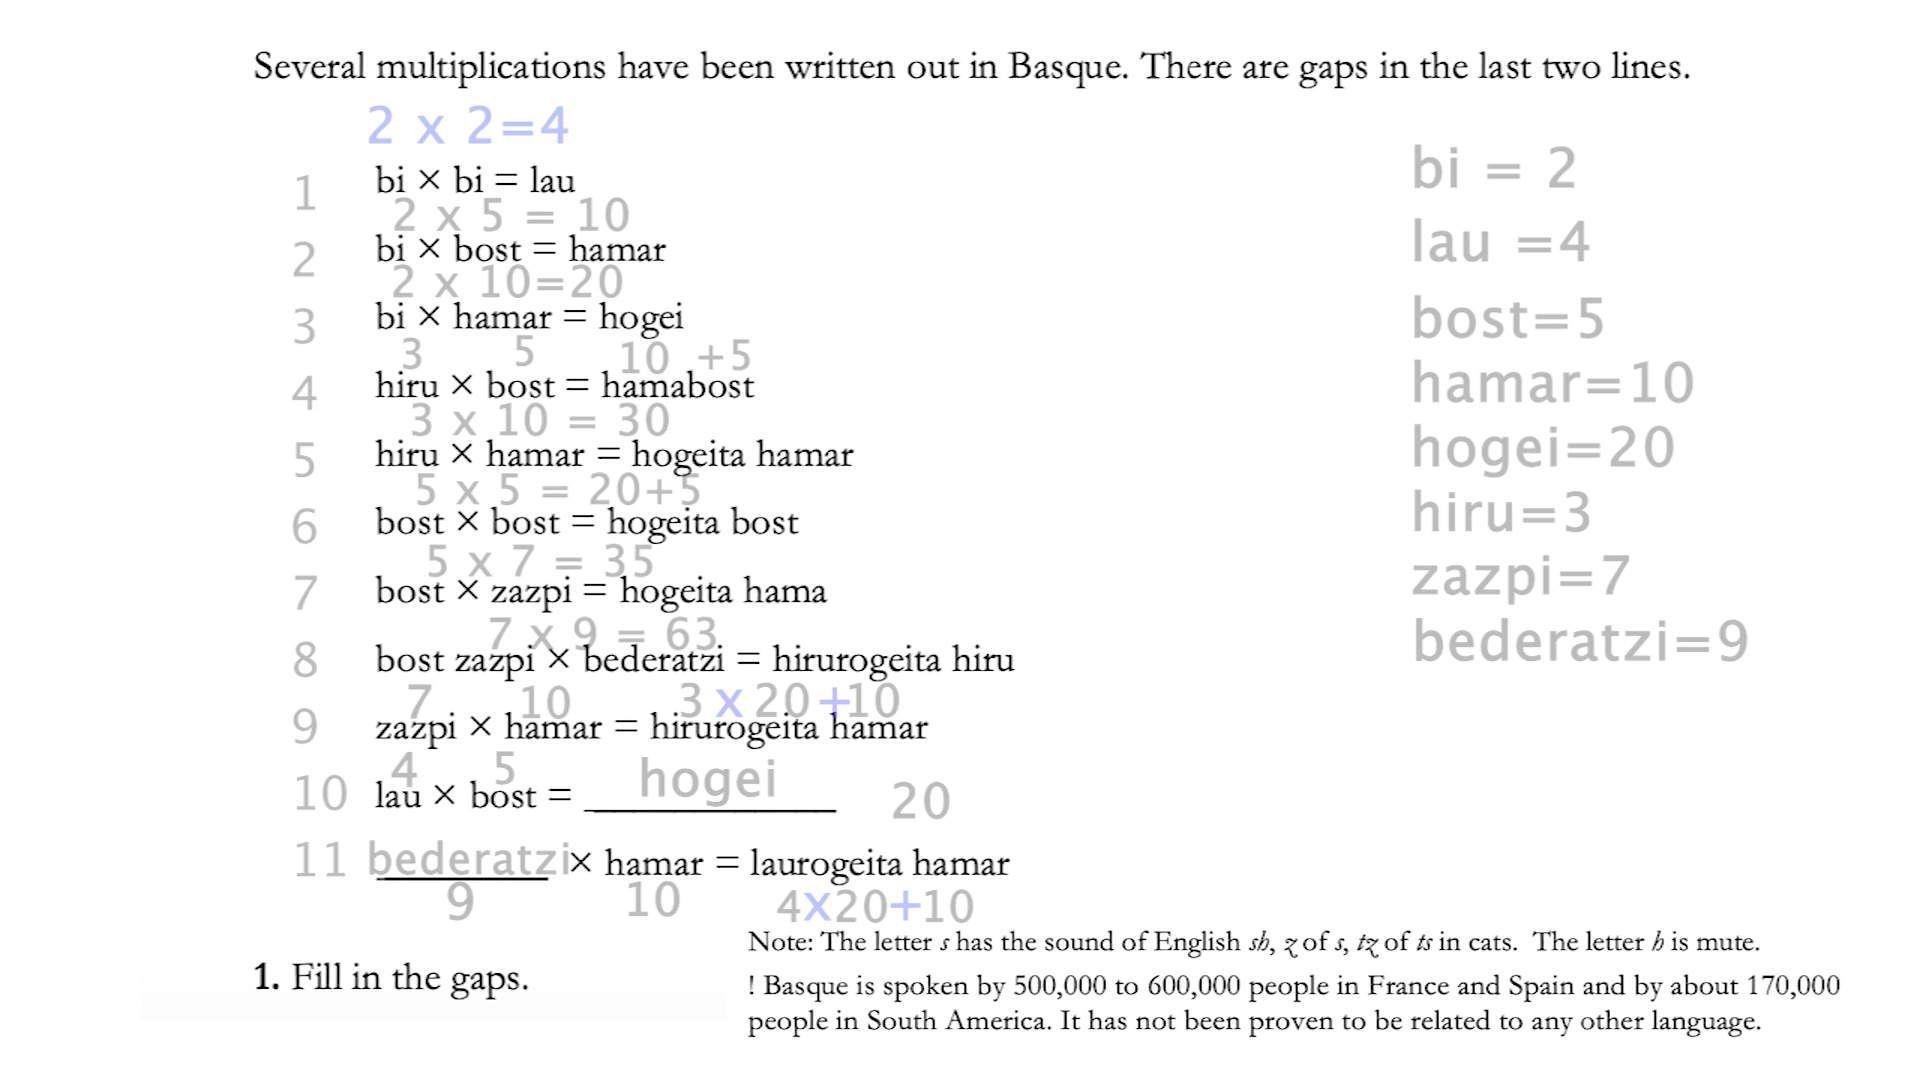 Several multiplications have been written out in Basque. There are gaps in the last two lines.
2 x 2=4
1 bi × bi = lau
2 x 5 = 10
2 bi × bost = hamar
2 x 10=20
3 bi × hamar = hogei
3 5 10 +5
4 hiru × bost = hamabost
3 x 10 = 30
5 hiru × hamar = hogeita hamar
5 x 5 = 20+5
6 bost × bost = hogeita bost
5 x 7 = 35
7 bost × zazpi = hogeita hama
7 x 9 = 63
8 bost zazpi × bederatzi = hirurogeita hiru
7 10 3 x 20 +10
9 zazpi × hamar = hirurogeita hamar
4 5 hogei
10 lau × bost = ____________ 20
11 bederatzi × hamar = laurogeita hamar
9 10 4x20+10
bi = 2
lau =4
bost=5
hamar=10
hogei=20
hiru=3
zazpi=7
bederatzi=9
1. Fill in the gaps.
Note: The letter s has the sound of English sh, z of s, tz of ts in cats. The letter h is mute.
! Basque is spoken by 500,000 to 600,000 people in France and Spain and by about 170,000
people in South America. It has not been proven to be related to any other language.